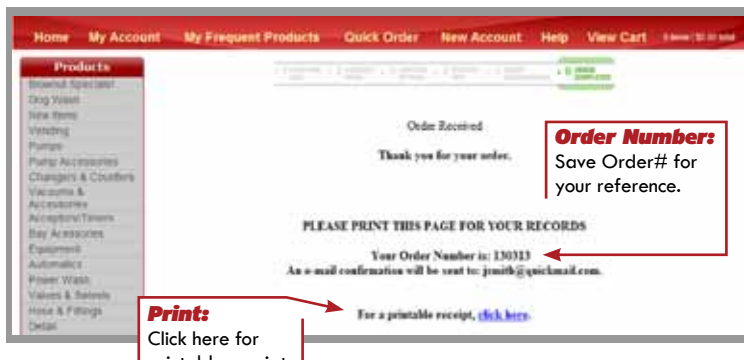 Home My Account My Frequent Products Quick Order New Account Help View Cart
Products
Brownout Specials!
Dog Wash
New Items
Vending
Pumps
Pump Accessories
Changers & Counters
Vacuums &
Accessories
Acceptors/Timers
Bay Accessories
Equipment
Automatics
Power Wash
Valves & Swivels
Hose & Fittings
Detail
Order Received
Thank you for your order.
Order Number:
Save Order# for
your reference.
PLEASE PRINT THIS PAGE FOR YOUR RECORDS
Your Order Number is: 130313
An e-mail confirmation will be sent to: jsmith@quickmail.com.
For a printable receipt, click here.
Print:
Click here for